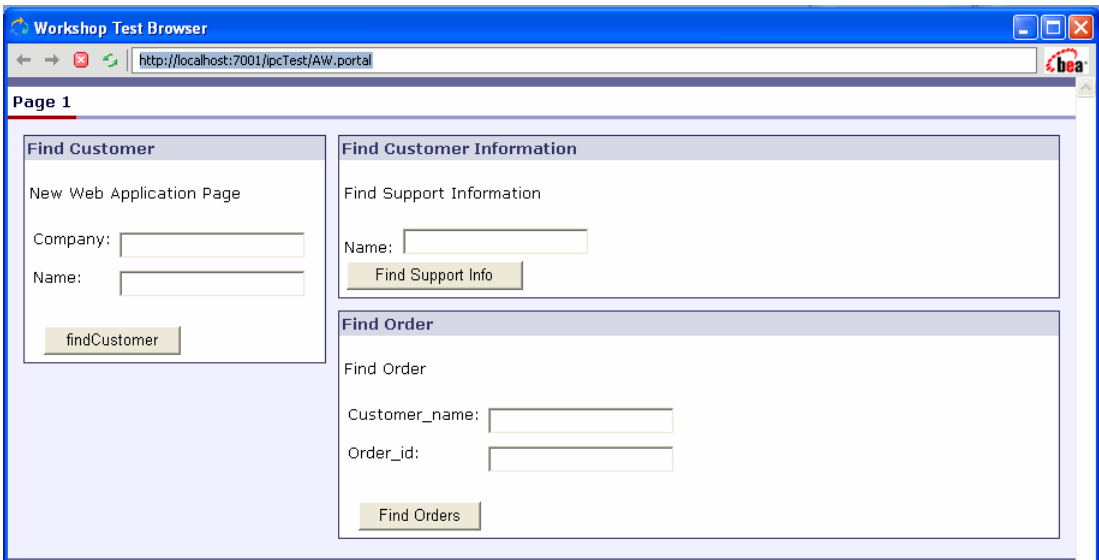 Workshop Test Browser
http://localhost:7001/ipcTest/AW.portal
bea
Page 1
Find Customer
New Web Application Page
Company:
Name:
findCustomer
Find Customer Information
Find Support Information
Name:
Find Support Info
Find Order
Find Order
Customer_name:
Order_id:
Find Orders